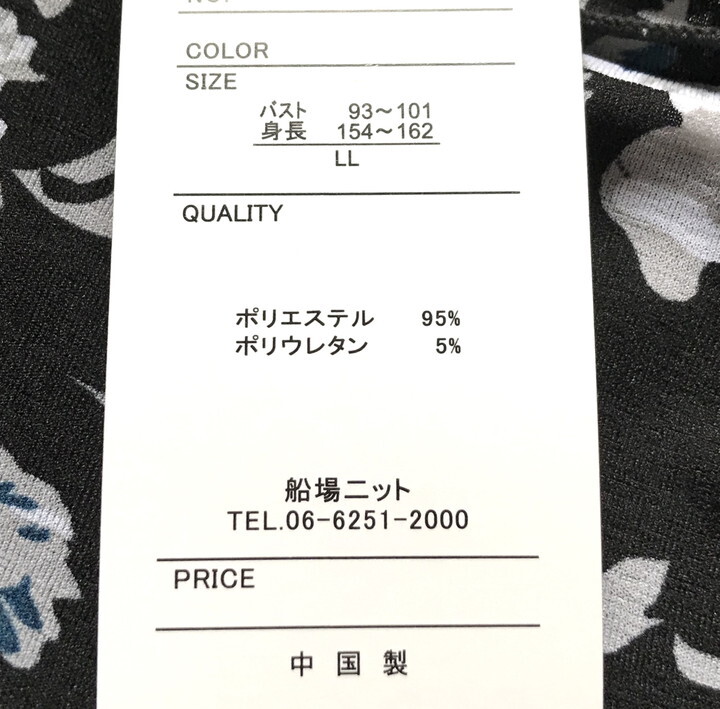 COLOR
SIZE
バスト 93～101
身長 154～162
LL
QUALITY
ポリエステル 95%
ポリウレタン 5%
船場ニット
TEL.06-6251-2000
PRICE
中国製